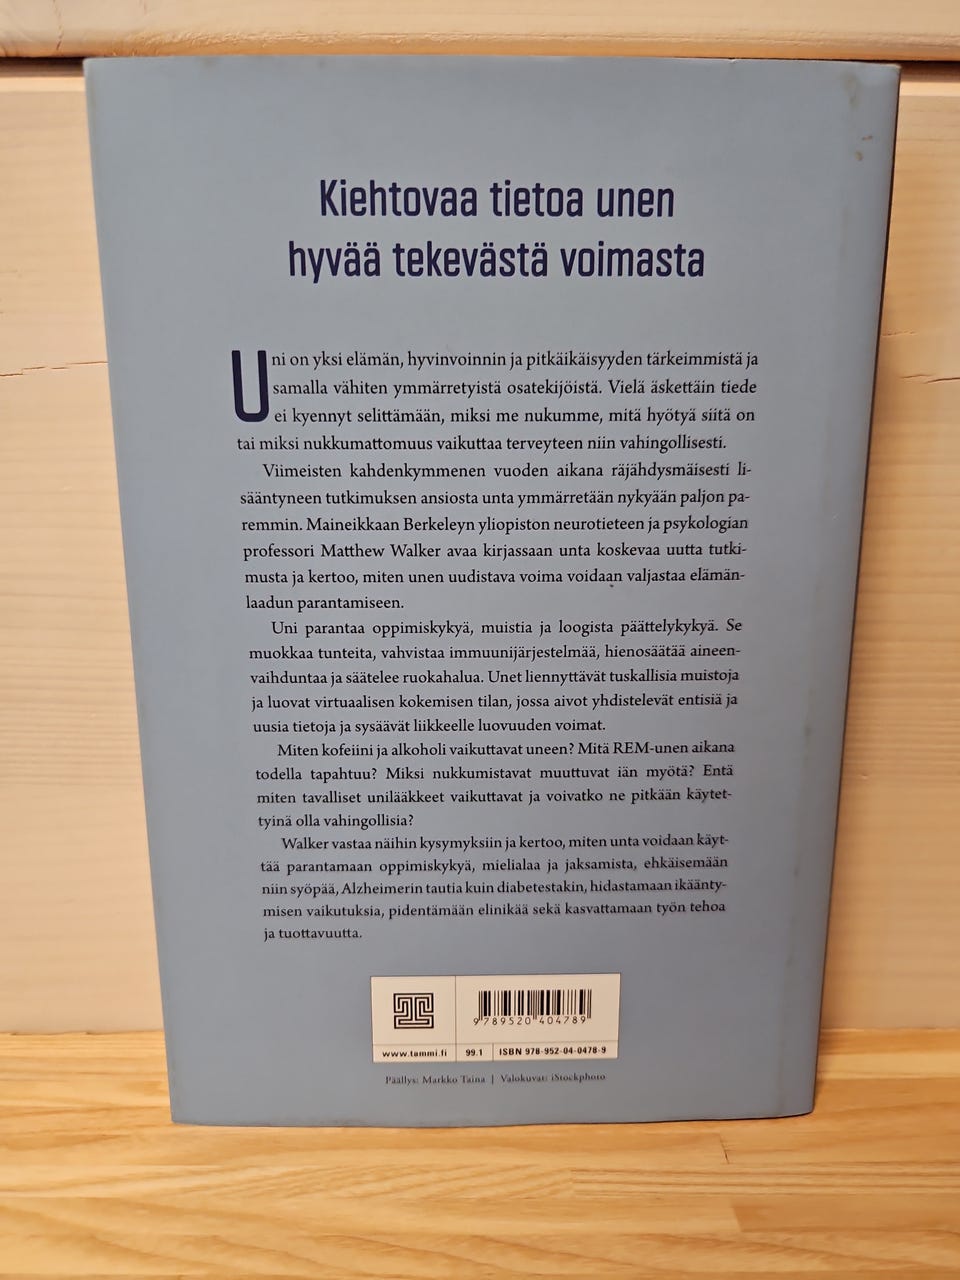 Kiehtovaa tietoa unen
hyvää tekevästä voimasta
Uni on yksi elämän, hyvinvoinnin ja pitkäikäisyyden tärkeimmistä ja
samalla vähiten ymmärretyistä osatekijöistä. Vielä äskettäin tiede
ei kyennyt selittämään, miksi me nukumme, mitä hyötyä siitä on
tai miksi nukkumattomuus vaikuttaa terveyteen niin vahingollisesti.
Viimeisten kahdenkymmenen vuoden aikana räjähdysmäisesti li-
sääntyneen tutkimuksen ansiosta unta ymmärretään nykyään paljon pa-
remmin. Maineikkaan Berkeleyn yliopiston neurotieteen ja psykologian
professori Matthew Walker avaa kirjassaan unta koskevaa uutta tutki-
musta ja kertoo, miten unen uudistava voima voidaan valjastaa elämän-
laadun parantamiseen.
Uni parantaa oppimiskykyä, muistia ja loogista päättelykykyä. Se
muokkaa tunteita, vahvistaa immuunijärjestelmää, hienosäätää aineen-
vaihduntaa ja säätelee ruokahalua. Unet liennyttävät tuskallisia muistoja
ja luovat virtuaalisen kokemisen tilan, jossa aivot yhdistelevät entisiä ja
uusia tietoja ja sysäävät liikkeelle luovuuden voimat.
Miten kofeiini ja alkoholi vaikuttavat uneen? Mitä REM-unen aikana
todella tapahtuu? Miksi nukkumistavat muuttuvat iän myötä? Entä
miten tavalliset unilääkkeet vaikuttavat ja voivatko ne pitkään käytet-
tyinä olla vahingollisia?
Walker vastaa näihin kysymyksiin ja kertoo, miten unta voidaan käyt-
tää parantamaan oppimiskykyä, mielialaa ja jaksamista, ehkäisemään
niin syöpää, Alzheimerin tautia kuin diabetestakin, hidastamaan ikäänty-
misen vaikutuksia, pidentämään elinikää sekä kasvattamaan työn tehoa
ja tuottavuutta.
9 789520 404789
www.tammi.fi 99.1 ISBN 978-952-04-0478-9
Päällys: Markko Taina | Valokuvat: iStockphoto